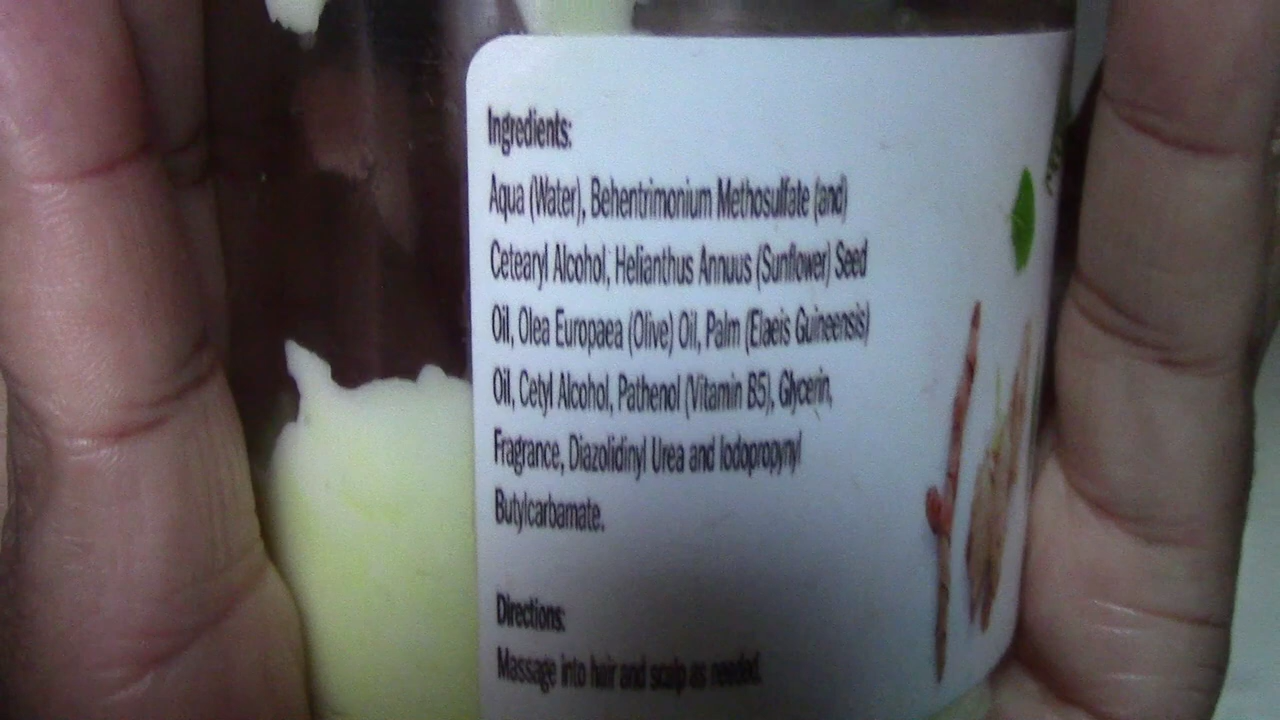 Ingredients:
Aqua (Water), Behentrimonium Methosulfate (and)
Cetearyl Alcohol, Helianthus Annuus (Sunflower) Seed
Oil, Olea Europaea (Olive) Oil, Palm (Elaeis Guineensis)
Oil, Cetyl Alcohol, Pathenol (Vitamin B5), Glycerin,
Fragrance, Diazolidinyl Urea and Iodopropynyl
Butylcarbamate.
Directions:
Massage into hair and scalp as needed.